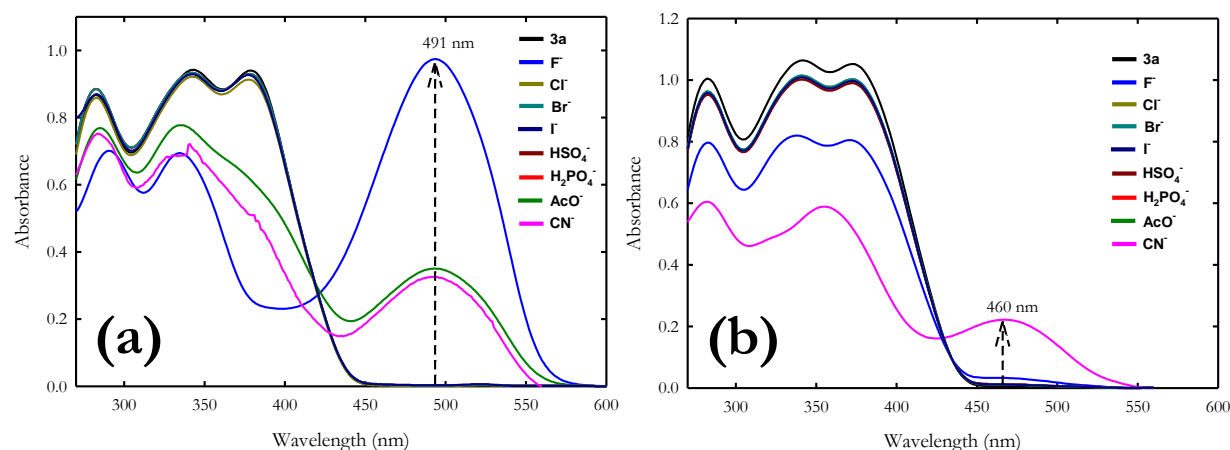 (a)
491 nm
3a
F⁻
Cl⁻
Br⁻
I⁻
HSO₄⁻
H₂PO₄⁻
AcO⁻
CN⁻
Absorbance
1.0
0.8
0.6
0.4
0.2
0.0
300 350 400 450 500 550 600
Wavelength (nm)
(b)
460 nm
3a
F⁻
Cl⁻
Br⁻
I⁻
HSO₄⁻
H₂PO₄⁻
AcO⁻
CN⁻
Absorbance
1.2
1.0
0.8
0.6
0.4
0.2
0.0
300 350 400 450 500 550 600
Wavelength (nm)